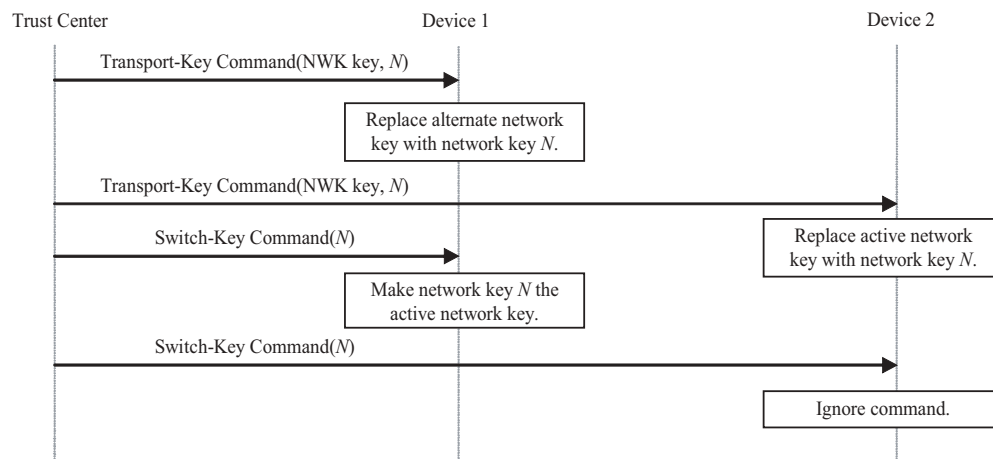 Trust Center
Device 1
Device 2
Transport-Key Command(NWK key, N)
Replace alternate network
key with network key N.
Transport-Key Command(NWK key, N)
Replace active network
key with network key N.
Switch-Key Command(N)
Make network key N the
active network key.
Switch-Key Command(N)
Ignore command.